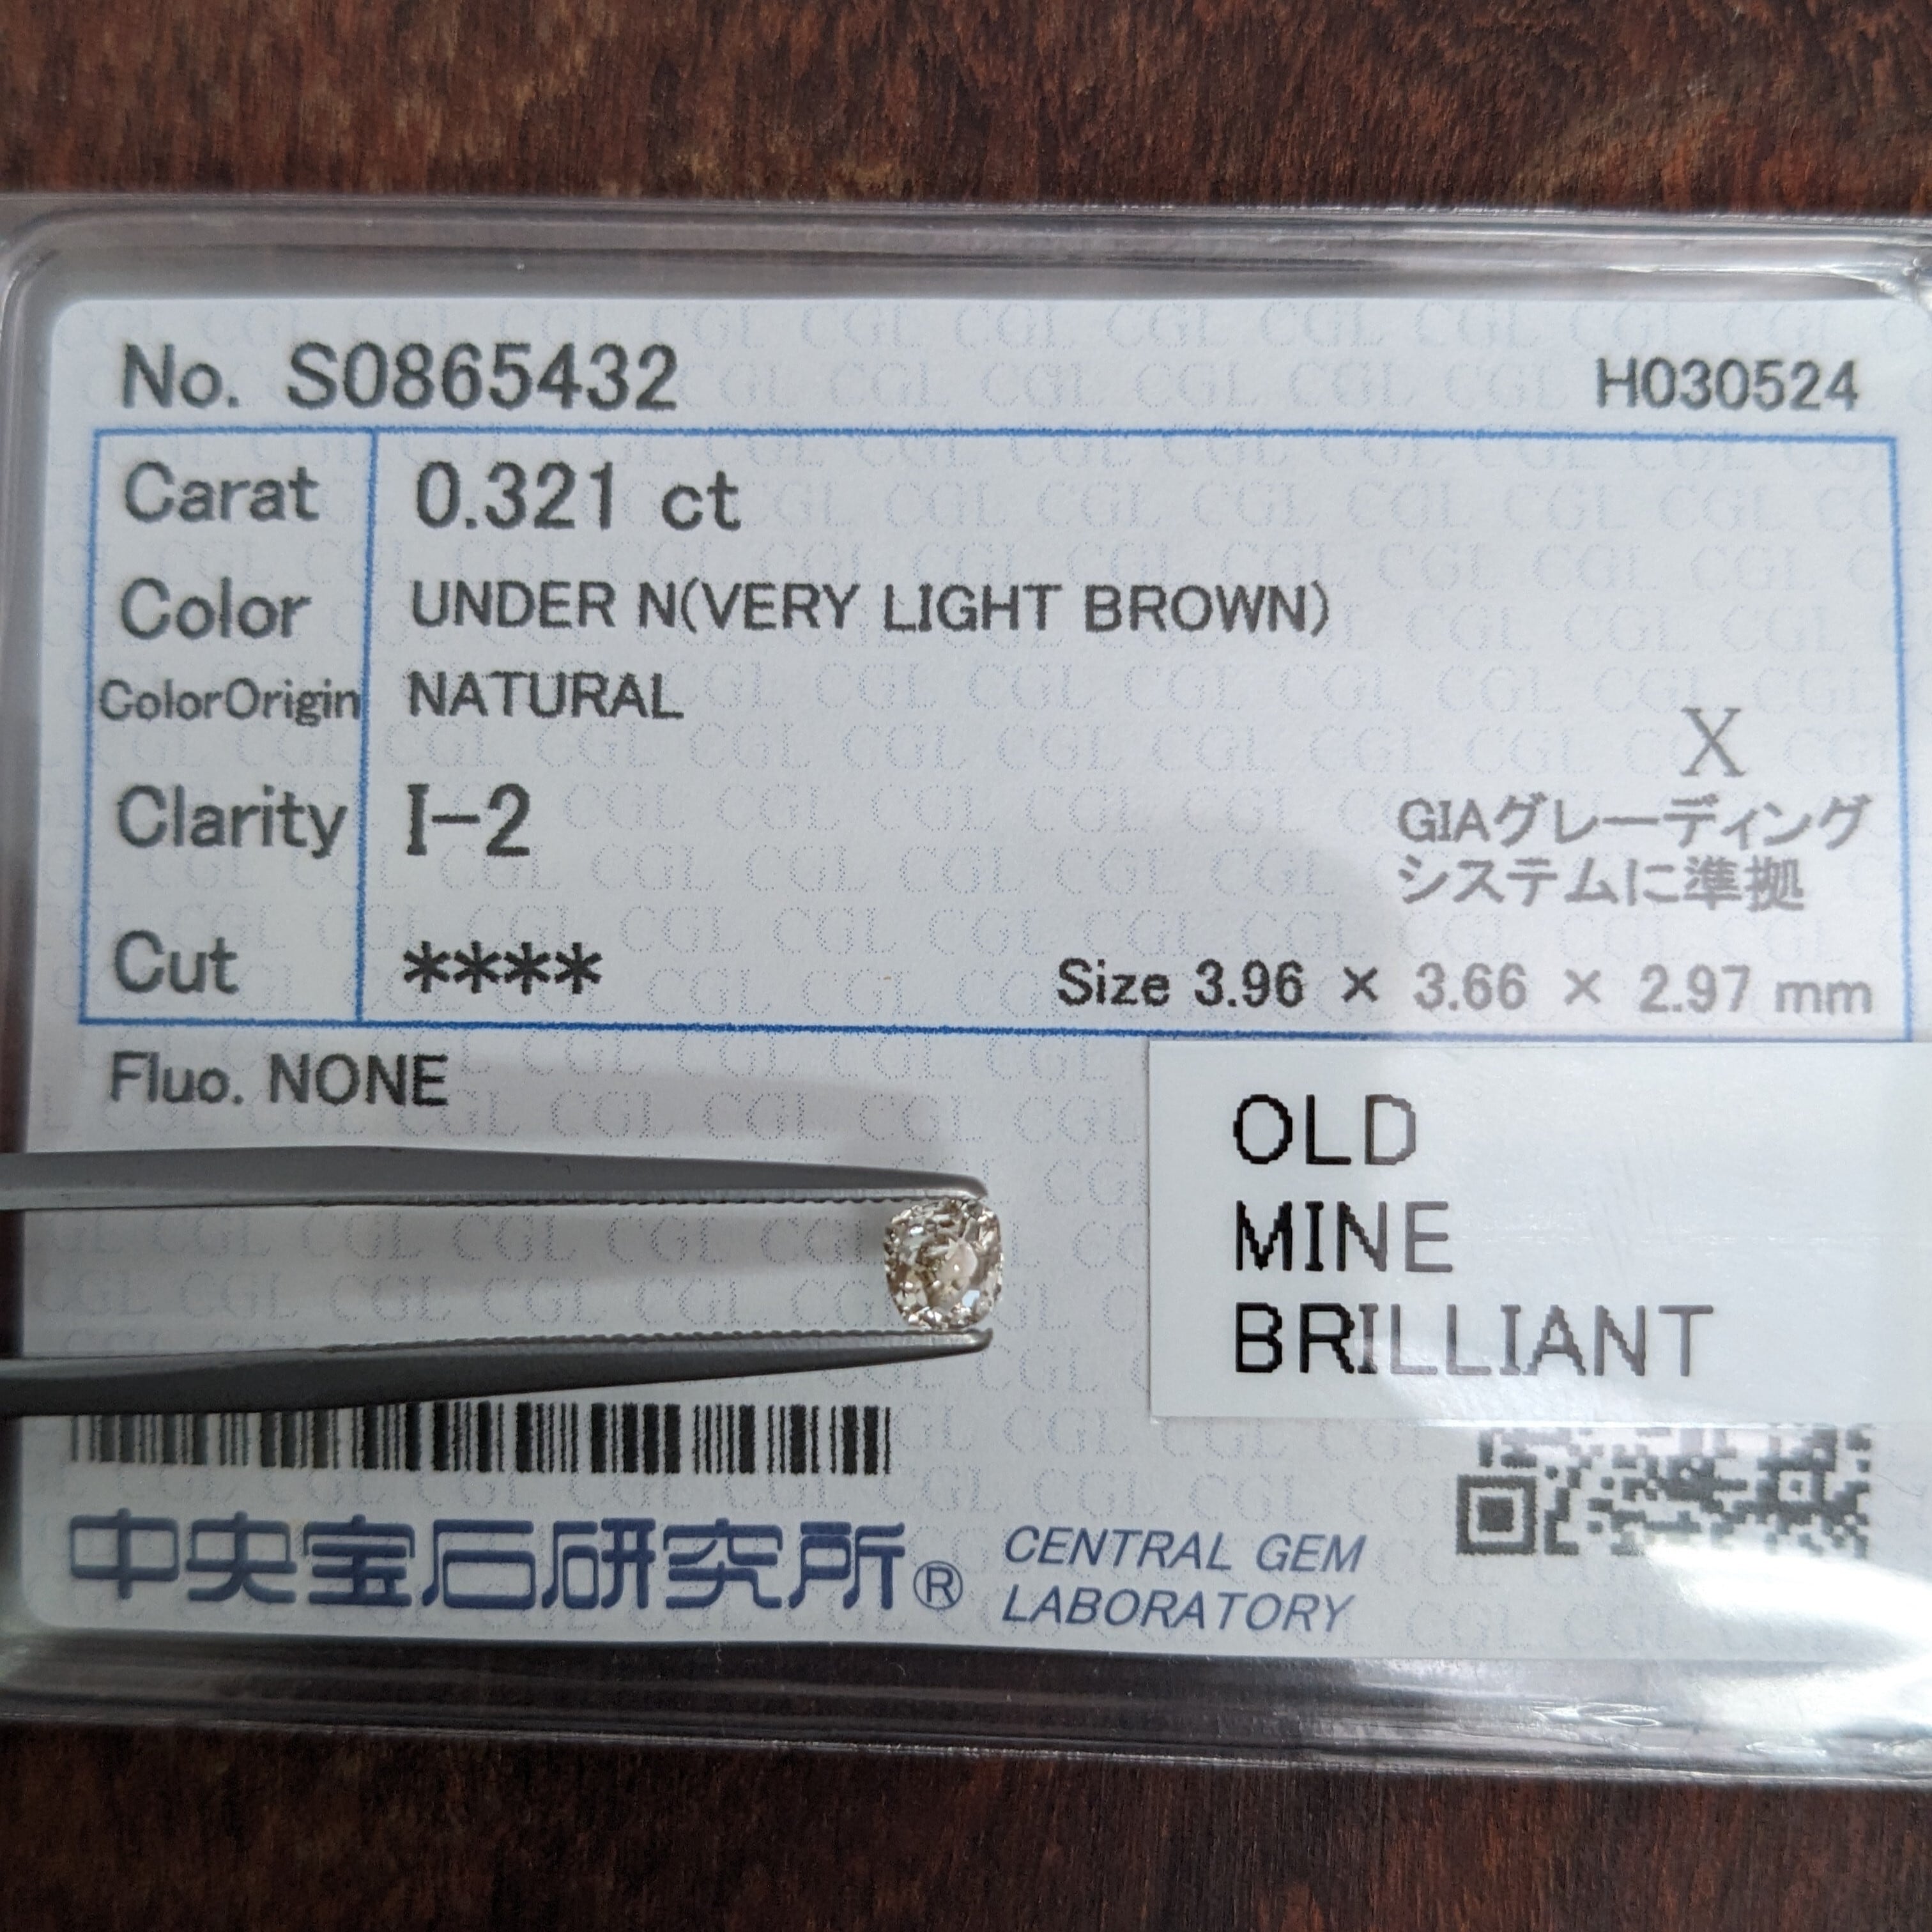 No. S0865432 H030524
Carat 0.321 ct
Color UNDER N(VERY LIGHT BROWN)
ColorOrigin NATURAL
X
Clarity I-2
GIAグレーディング
システムに準拠
Cut ****
Size 3.96 × 3.66 × 2.97 mm
Fluo. NONE
OLD
MINE
BRILLIANT
中央宝石研究所®
CENTRAL GEM
LABORATORY